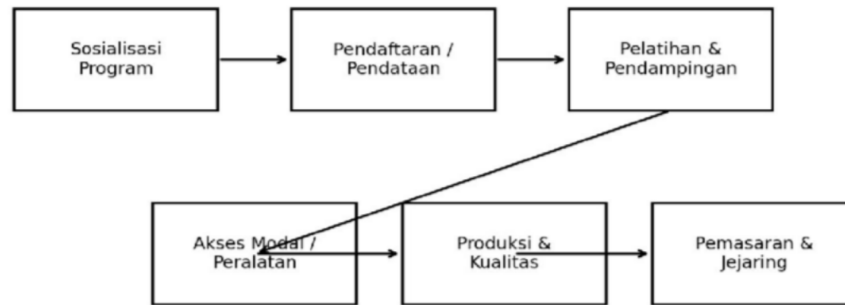 Sosialisasi
Program
Pendaftaran /
Pendataan
Pelatihan &
Pendampingan
Akses Modal /
Peralatan
Produksi &
Kualitas
Pemasaran &
Jejaring